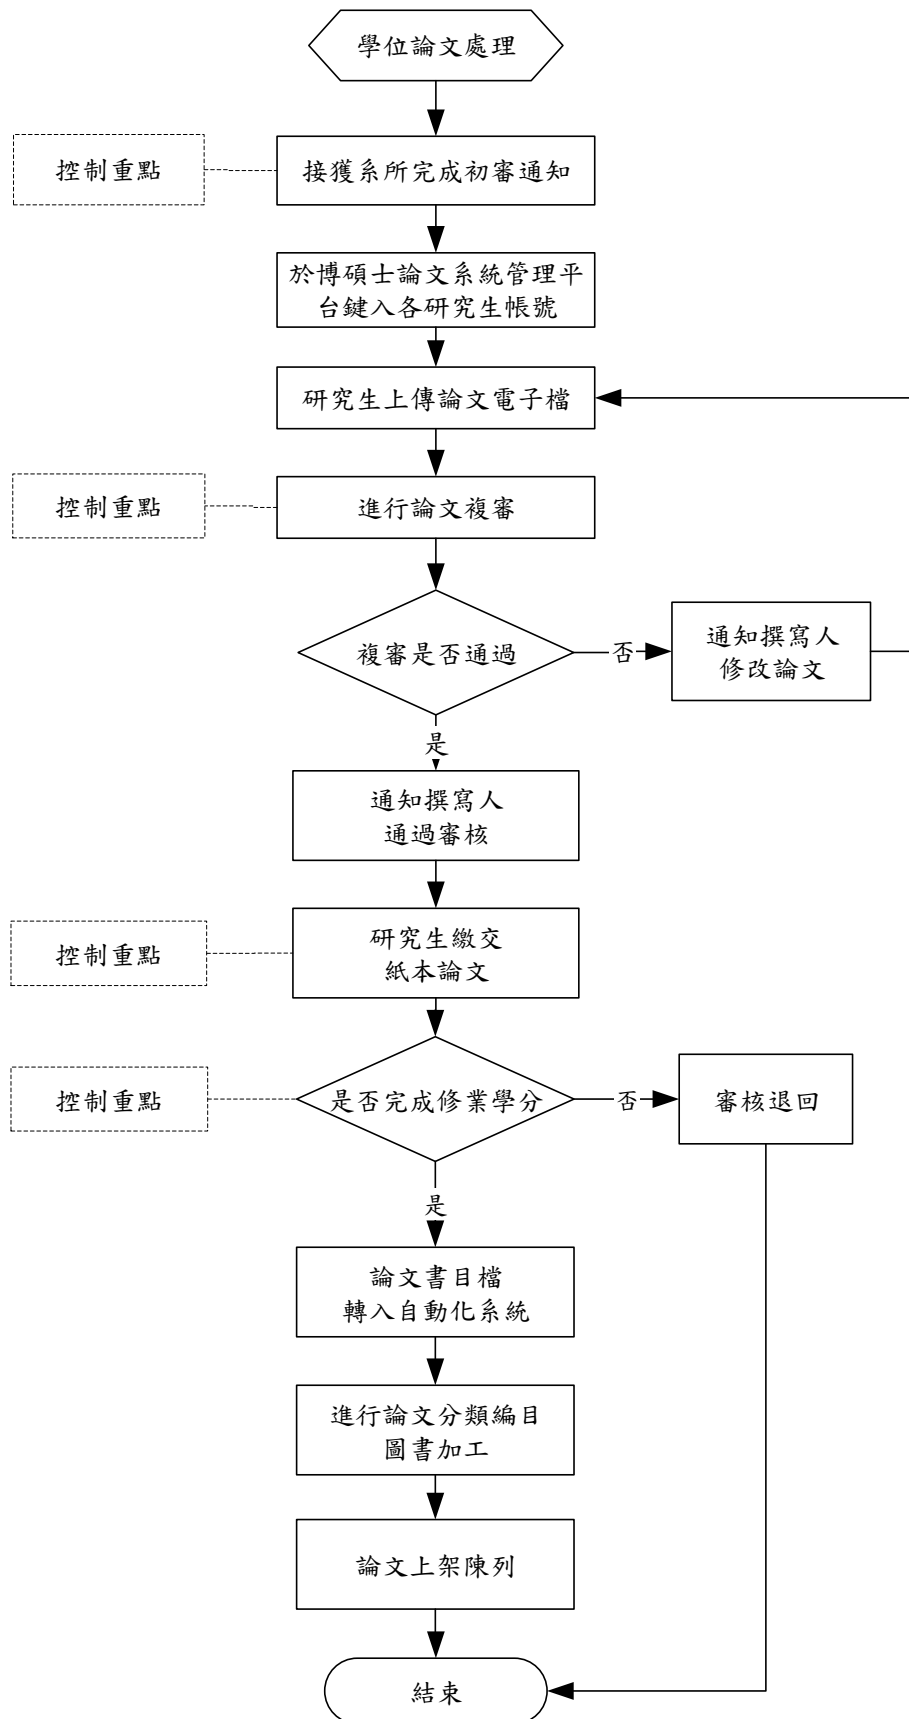 學位論文處理
控制重點
接獲系所完成初審通知
於博碩士論文系統管理平
台鍵入各研究生帳號
研究生上傳論文電子檔
控制重點
進行論文複審
複審是否通過
否
通知撰寫人
修改論文
是
通知撰寫人
通過審核
控制重點
研究生繳交
紙本論文
控制重點
是否完成修業學分
否
審核退回
是
論文書目檔
轉入自動化系統
進行論文分類編目
圖書加工
論文上架陳列
結束